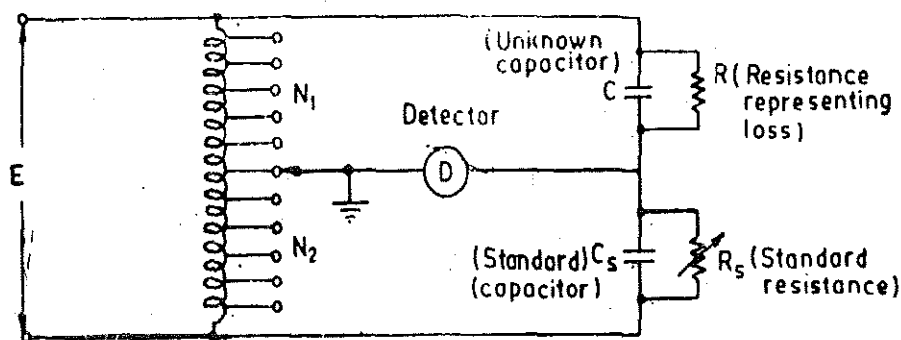 (Unknown
capacitor)
C
R (Resistance
representing
loss)
N₁
Detector
E
D
N₂
(Standard) Cs
(capacitor)
Rs (Standard
resistance)